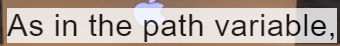 As in the path variable,